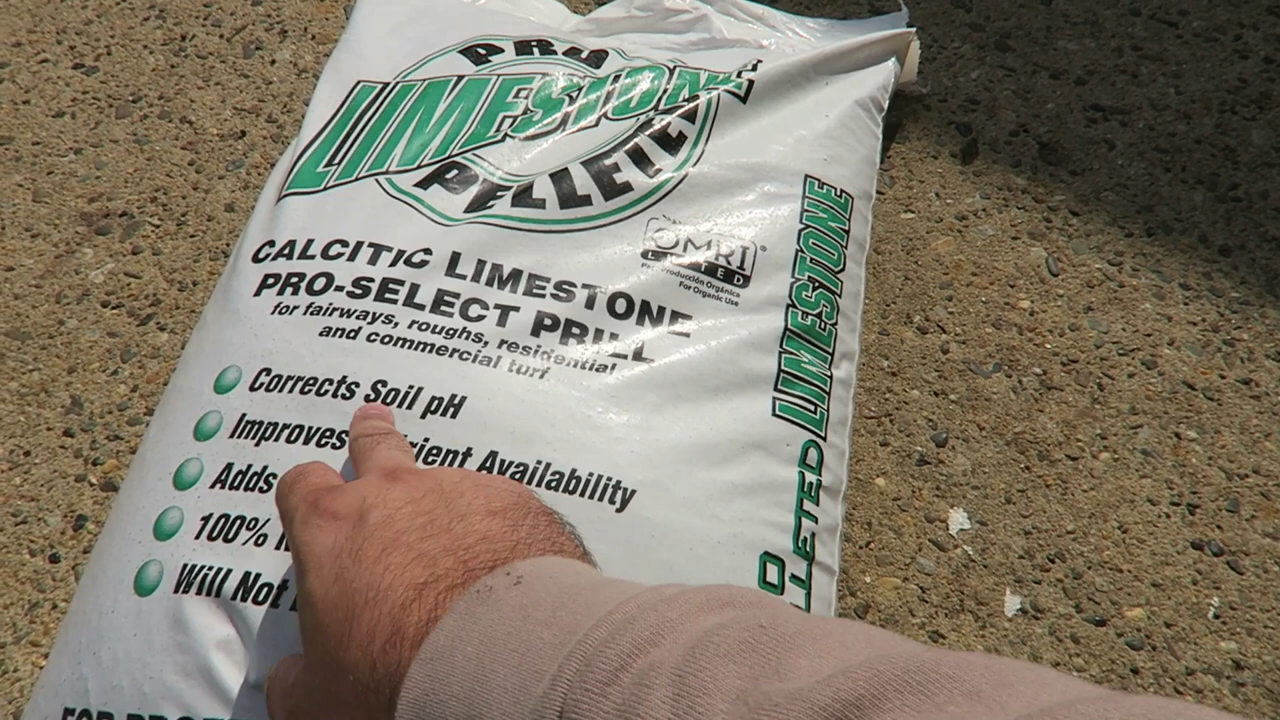 PRO
LIMESTONE
PELLETED
OMRI
LISTED
Para Producción Orgánica
For Organic Use
CALCITIC LIMESTONE
PRO-SELECT PRILL
for fairways, roughs, residential
and commercial turf
Corrects Soil pH
Improves Availability
Adds
100%
Will Not
LIMESTONE